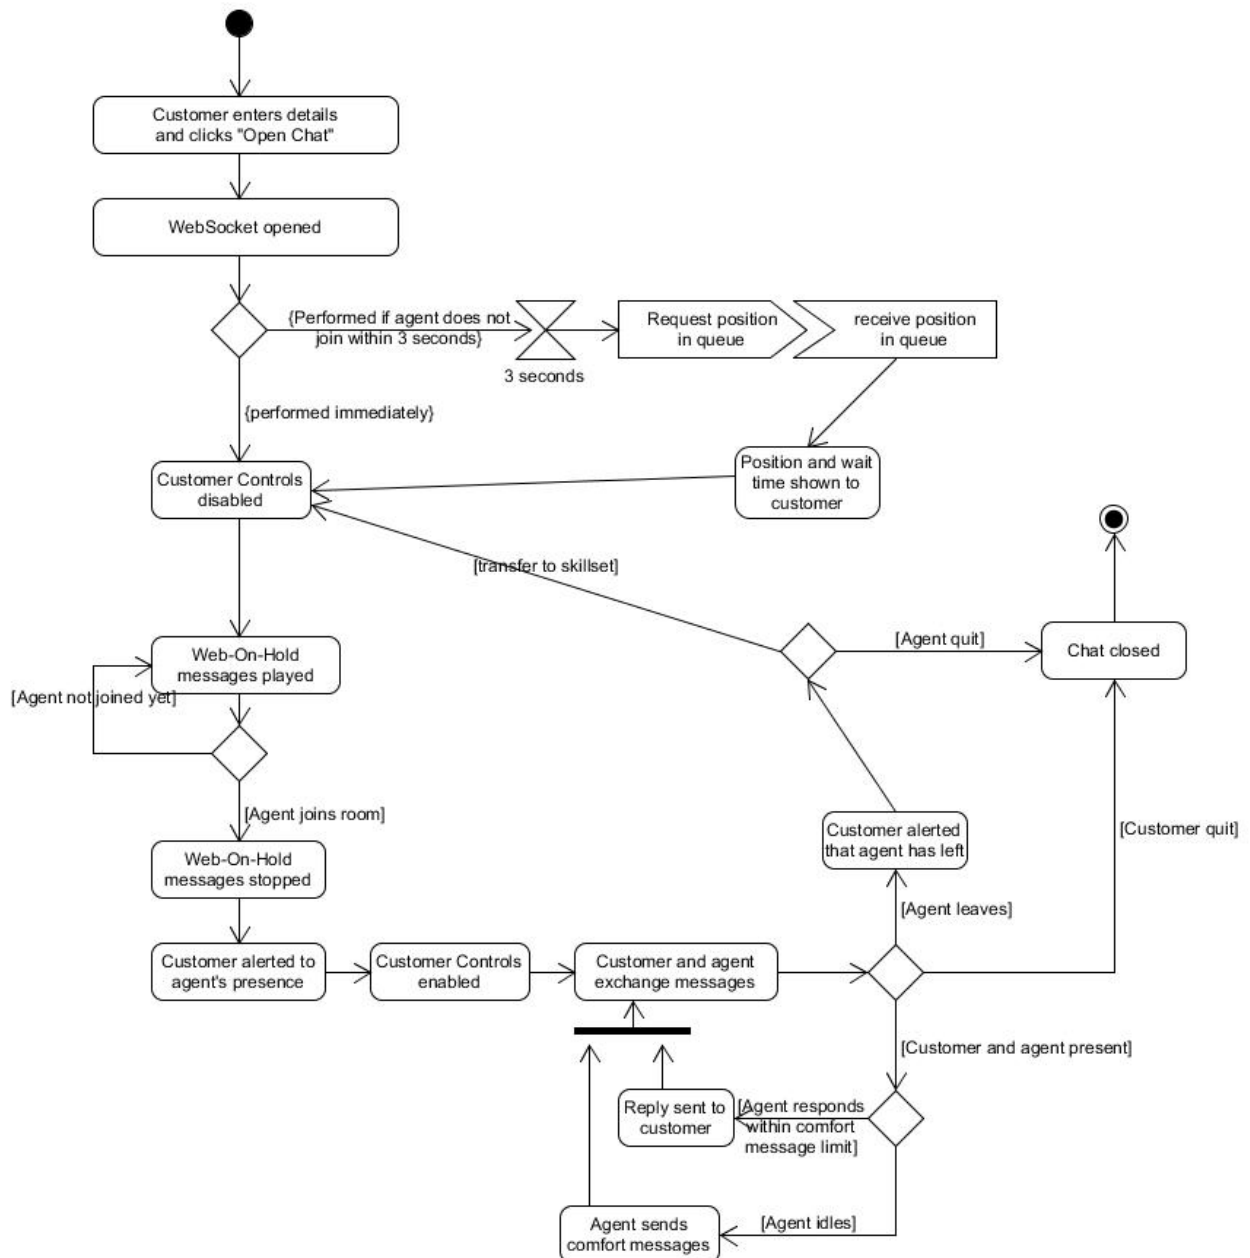 Customer enters details
and clicks "Open Chat"
WebSocket opened
{Performed if agent does not
join within 3 seconds}
3 seconds
Request position
in queue
receive position
in queue
{performed immediately}
Customer Controls
disabled
Position and wait
time shown to
customer
[transfer to skillset]
[Agent quit]
Chat closed
Web-On-Hold
messages played
[Agent not joined yet]
[Agent joins room]
Web-On-Hold
messages stopped
Customer alerted
that agent has left
[Customer quit]
[Agent leaves]
Customer alerted to
agent's presence
Customer Controls
enabled
Customer and agent
exchange messages
[Customer and agent present]
Reply sent to
customer
[Agent responds
within comfort
message limit]
Agent sends
comfort messages
[Agent idles]